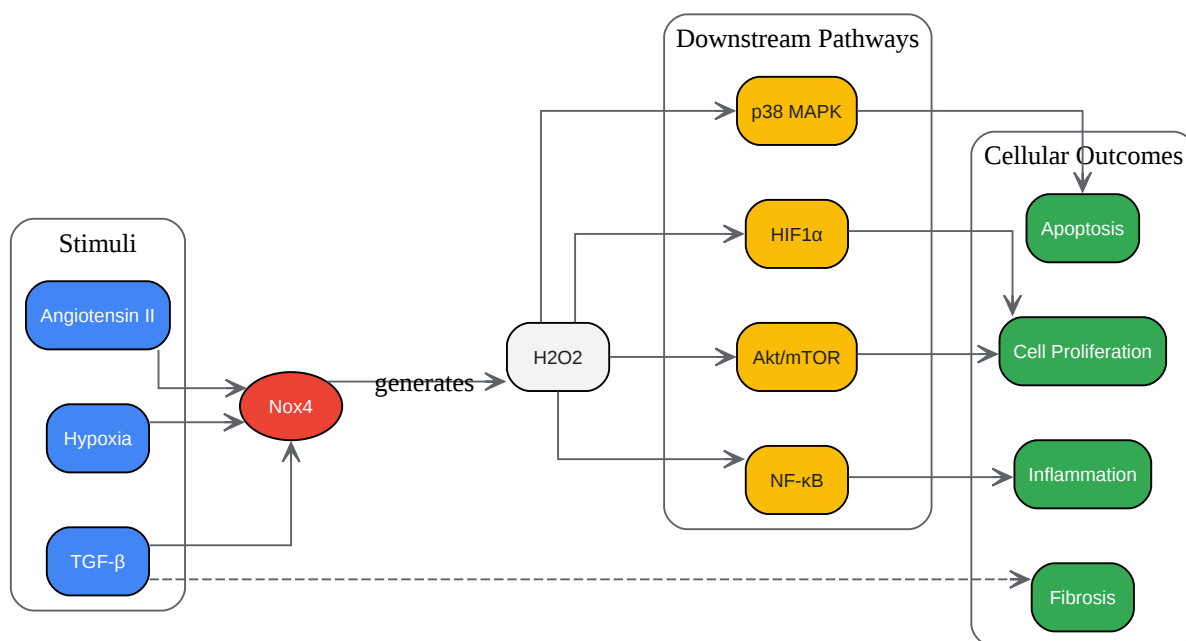 Stimuli
Angiotensin II
Hypoxia
TGF-β
Nox4
generates
H2O2
Downstream Pathways
p38 MAPK
HIF1α
Akt/mTOR
NF-κB
Cellular Outcomes
Apoptosis
Cell Proliferation
Inflammation
Fibrosis